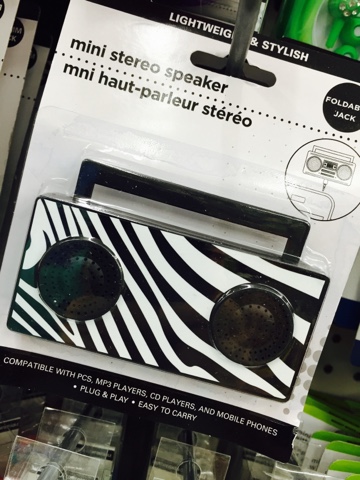 LIGHTWEIGHT & STYLISH
mini stereo speaker
mni haut-parleur stéréo
FOLDABLE
JACK
COMPATIBLE WITH PCS, MP3 PLAYERS, CD PLAYERS, AND MOBILE PHONES
• PLUG & PLAY • EASY TO CARRY